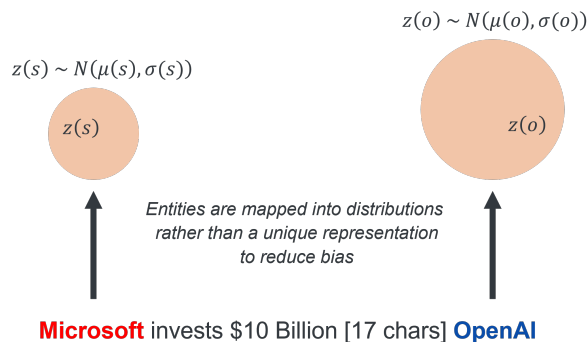 z(o) ~ N(μ(o), σ(o))
z(s) ~ N(μ(s), σ(s))
z(s)
z(o)
Entities are mapped into distributions
rather than a unique representation
to reduce bias
Microsoft invests $10 Billion [17 chars] OpenAI